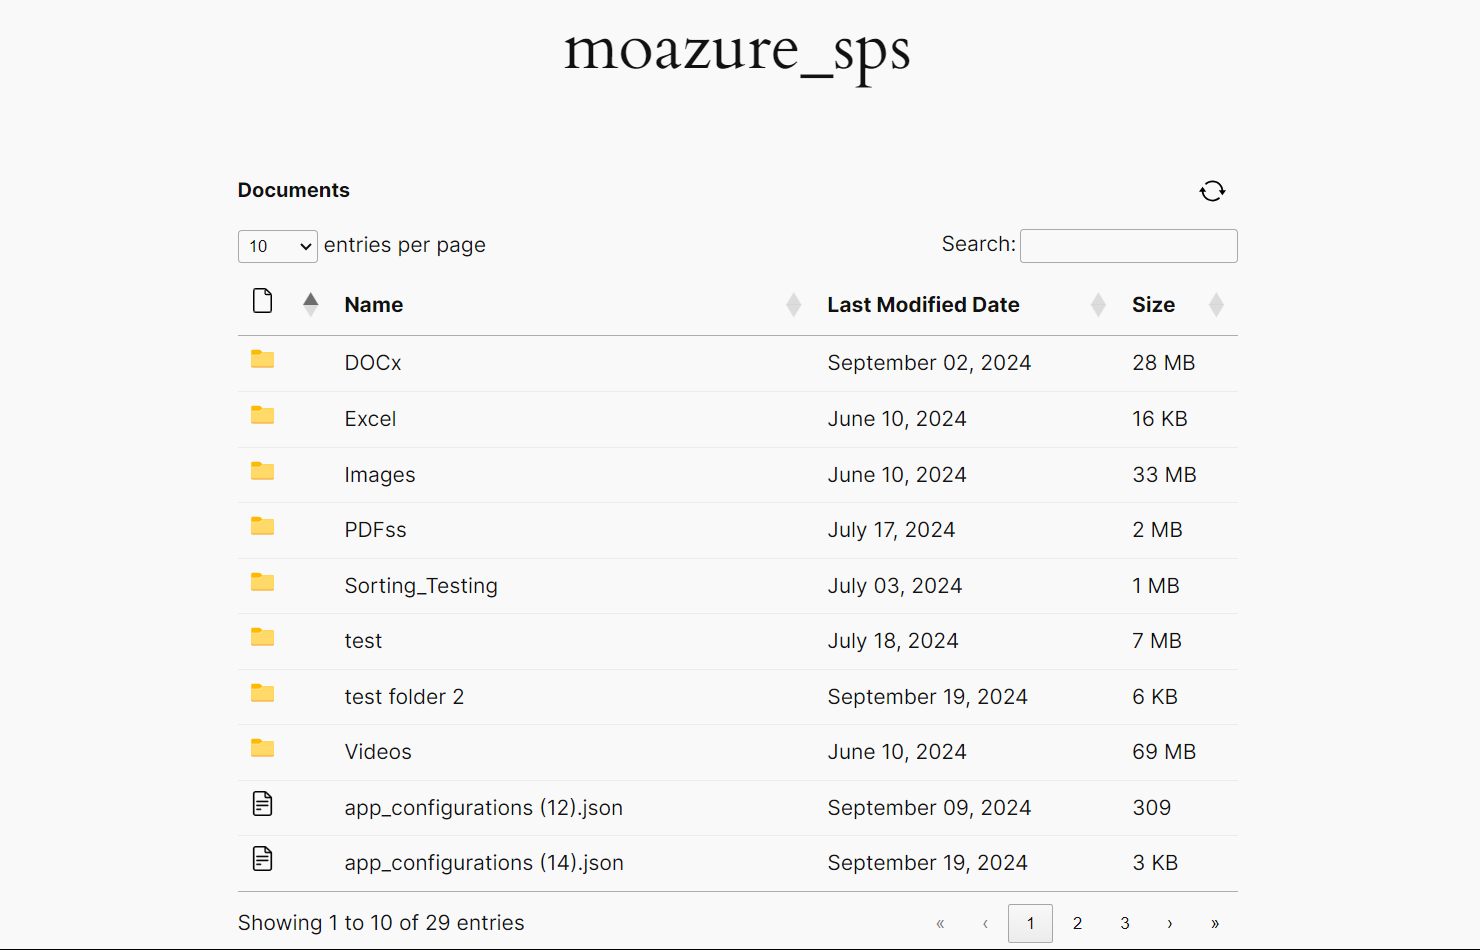 moazure_sps
Documents
10 entries per page Search:
Name Last Modified Date Size
DOCx September 02, 2024 28 MB
Excel June 10, 2024 16 KB
Images June 10, 2024 33 MB
PDFss July 17, 2024 2 MB
Sorting_Testing July 03, 2024 1 MB
test July 18, 2024 7 MB
test folder 2 September 19, 2024 6 KB
Videos June 10, 2024 69 MB
app_configurations (12).json September 09, 2024 309
app_configurations (14).json September 19, 2024 3 KB
Showing 1 to 10 of 29 entries « ‹ 1 2 3 › »